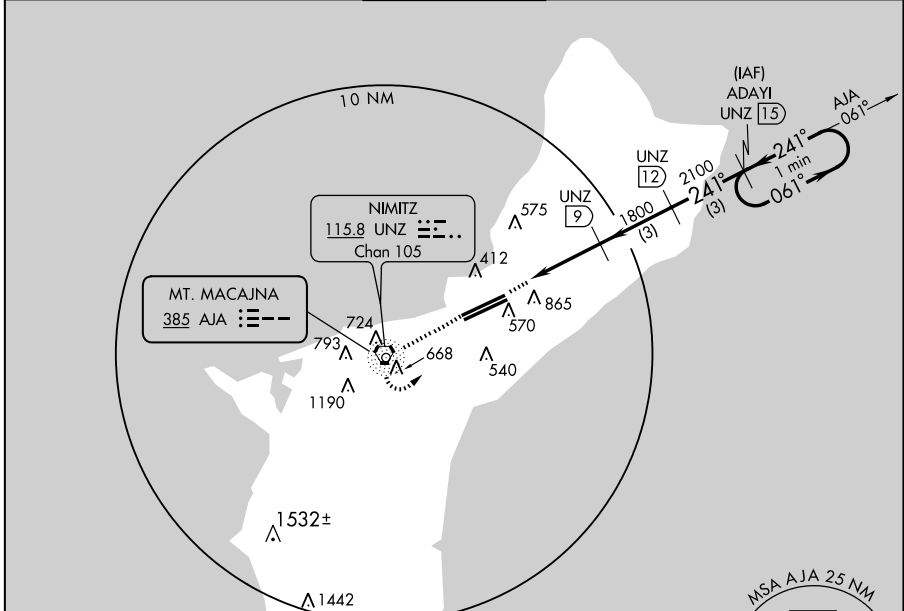 10 NM
(IAF)
ADAYI
UNZ 15
AJA
061°
241°
1 min
061°
UNZ
12
2100
241°
(3)
UNZ
9
1800
(3)
NIMITZ
115.8 UNZ
Chan 105
575
412
MT. MACAJNA
385 AJA
865
570
724
793
668
540
1190
1532±
1442
MSA AJA 25 NM